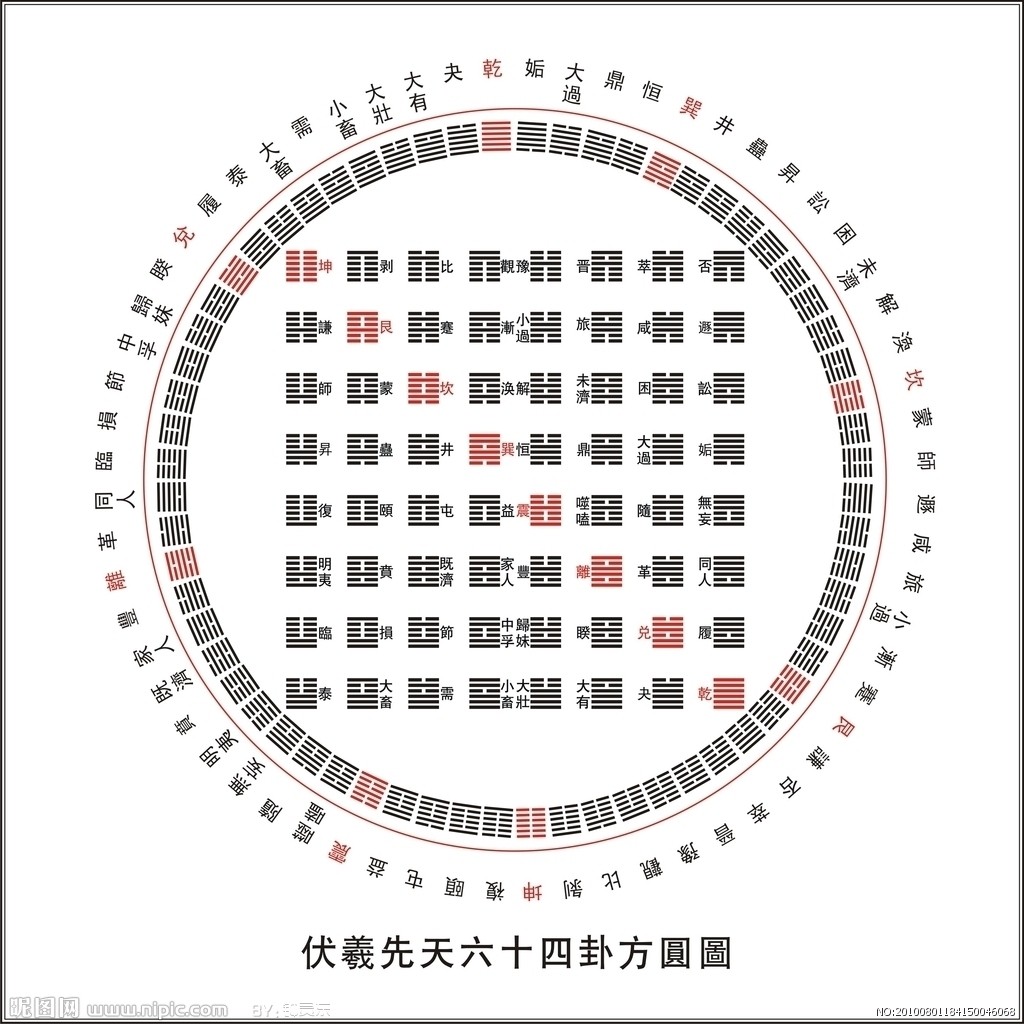 乾 姤 大過 鼎 恒 巽 井 蠱 昇 訟 困 未濟 解 渙 坎 蒙 師 遯 咸 旅 小過 漸 蹇 艮 謙 否 萃 晉 豫 觀 比 剝 坤 複 頤 屯 益 震 噬嗑 隨 無妄 明夷 賁 既濟 家人 豐 離 革 同人 臨 損 節 中孚 歸妹 睽 兌 履 泰 大畜 需 小畜 大壯 大有 夬
坤 剥 比 觀 豫 晋 萃 否
謙 艮 蹇 漸 小過 旅 咸 遯
師 蒙 坎 涣 解 未濟 困 訟
昇 蠱 井 巽 恒 鼎 大過 姤
復 頤 屯 益 震 噬嗑 隨 無妄
明夷 賁 既濟 家人 豐 離 革 同人
臨 損 節 中孚 歸妹 睽 兑 履
泰 大畜 需 小畜 大壯 大有 夬 乾
伏羲先天六十四卦方圓圖
昵图网 www.nipic.com
BY:
NO:20100801184150046068